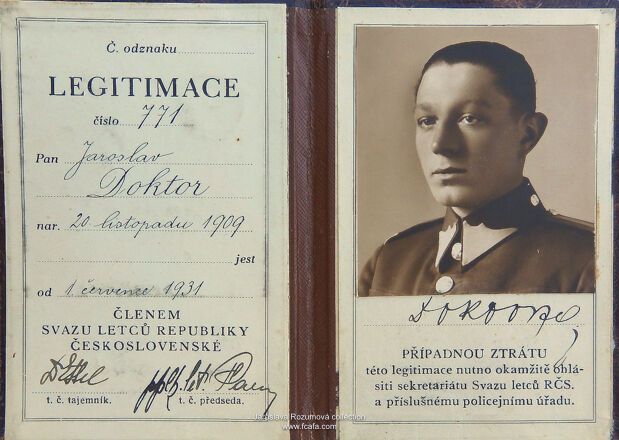 Č. odznaku
LEGITIMACE
číslo 771
Pan Jaroslav
Doktor
nar. 20 listopadu 1909
jest
od 1 července 1931
ČLENEM
SVAZU LETCŮ REPUBLIKY
ČESKOSLOVENSKÉ
t. č. tajemník. t. č. předseda.
PŘÍPADNOU ZTRÁTU
této legitimace nutno okamžitě ohlá-
siti sekretariátu Svazu letců RČS.
a příslušnému policejnímu úřadu.
Jaroslava Rozumová collection
www.fcafa.com